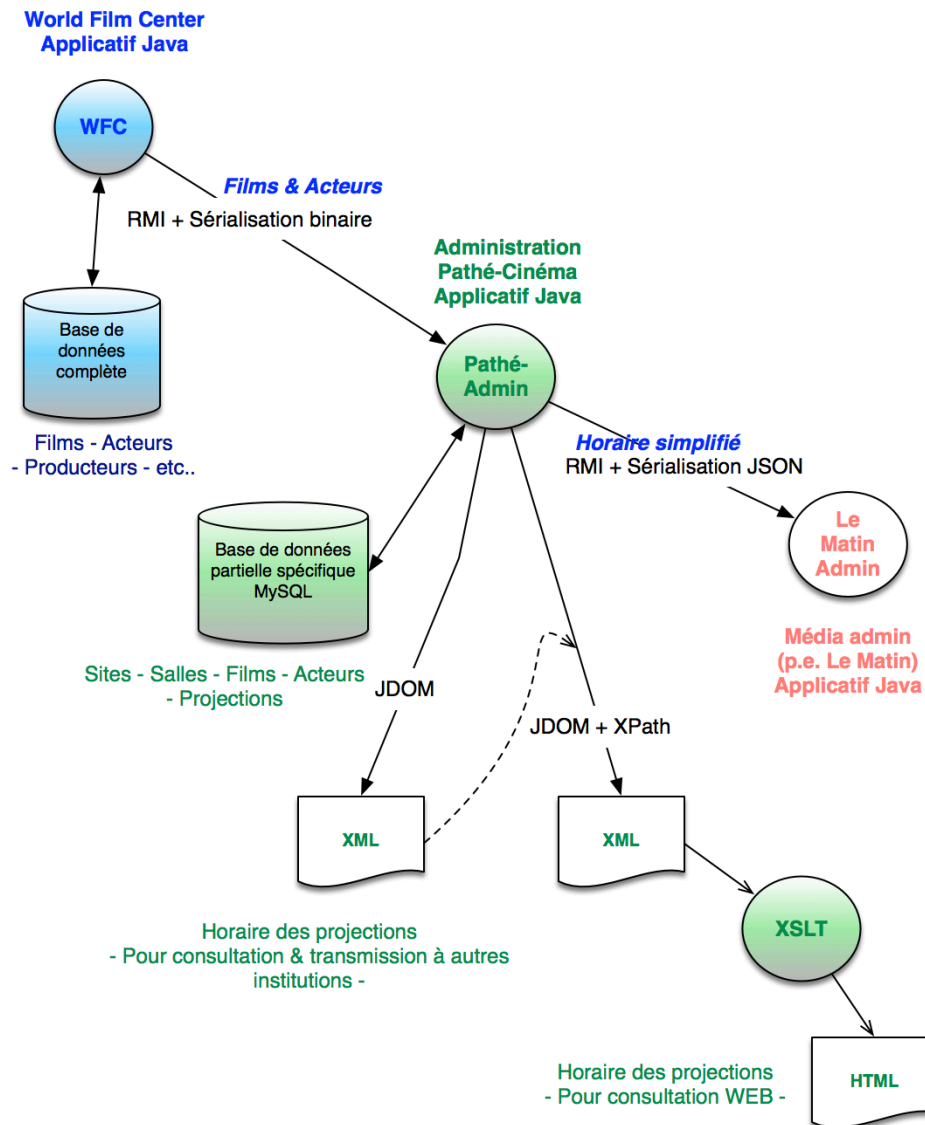 World Film Center
Applicatif Java
WFC
Films & Acteurs
RMI + Sérialisation binaire
Base de
données
complète
Films - Acteurs
- Producteurs - etc..
Administration
Pathé-Cinéma
Applicatif Java
Pathé-
Admin
Horaire simplifié
RMI + Sérialisation JSON
Le
Matin
Admin
Média admin
(p.e. Le Matin)
Applicatif Java
Base de données
partielle spécifique
MySQL
Sites - Salles - Films - Acteurs
- Projections
JDOM
JDOM + XPath
XML
XML
Horaire des projections
- Pour consultation & transmission à autres
institutions -
XSLT
Horaire des projections
- Pour consultation WEB -
HTML